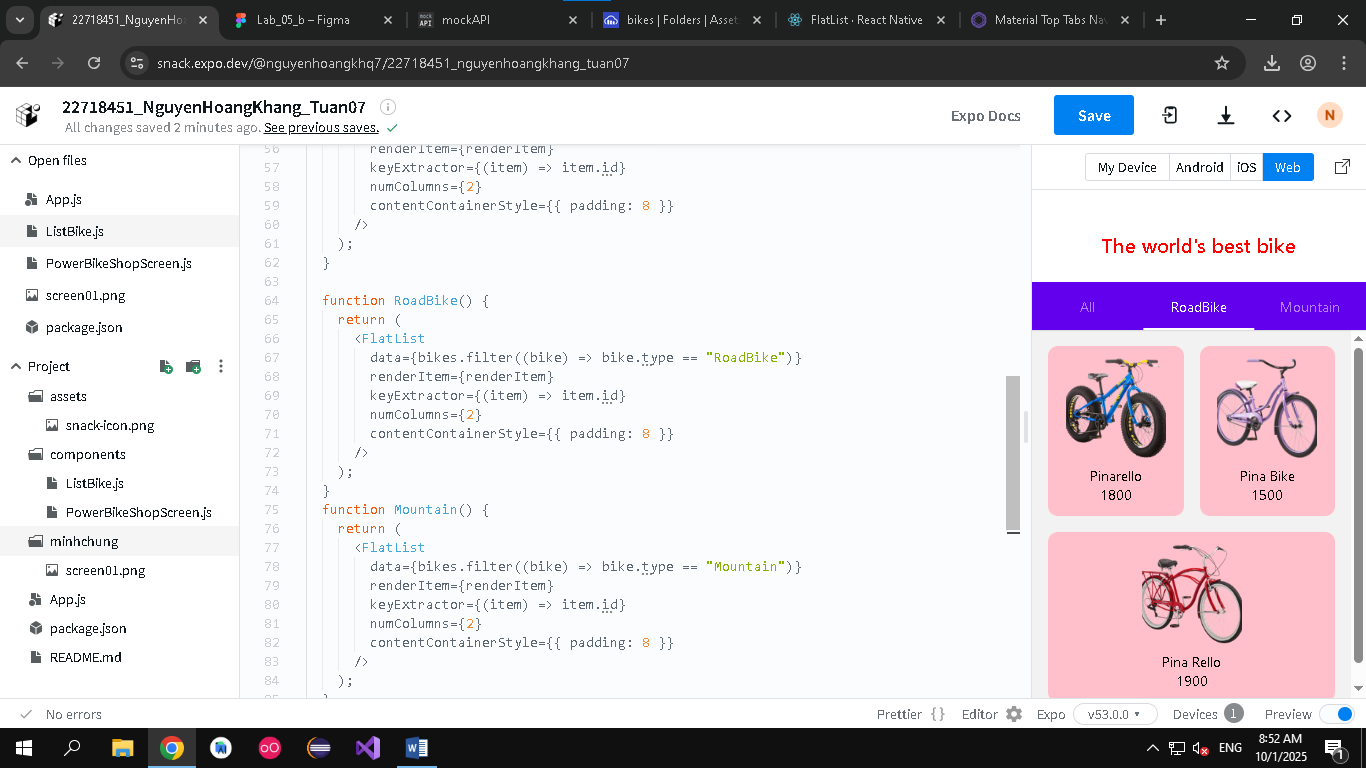 22718451_NguyenHoa
Lab_05_b – Figma
MOCK API
mockAPI
bikes | Folders | Asset
FlatList · React Native
Material Top Tabs Nav
snack.expo.dev/@nguyenhoangkhq7/22718451_nguyenhoangkhang_tuan07
22718451_NguyenHoangKhang_Tuan07
All changes saved 2 minutes ago. See previous saves.
Expo Docs
Save
N
Open files
App.js
ListBike.js
PowerBikeShopScreen.js
screen01.png
package.json
Project
assets
snack-icon.png
components
ListBike.js
PowerBikeShopScreen.js
minhchung
screen01.png
App.js
package.json
README.md
56 renderItem={renderItem}
57 keyExtractor={(item) => item.id}
58 numColumns={2}
59 contentContainerStyle={{ padding: 8 }}
60 />
61 );
62 }
63
64 function RoadBike() {
65 return (
66 <FlatList
67 data={bikes.filter((bike) => bike.type == "RoadBike")}
68 renderItem={renderItem}
69 keyExtractor={(item) => item.id}
70 numColumns={2}
71 contentContainerStyle={{ padding: 8 }}
72 />
73 );
74 }
75 function Mountain() {
76 return (
77 <FlatList
78 data={bikes.filter((bike) => bike.type == "Mountain")}
79 renderItem={renderItem}
80 keyExtractor={(item) => item.id}
81 numColumns={2}
82 contentContainerStyle={{ padding: 8 }}
83 />
84 );
85 }
My Device
Android
iOS
Web
The world's best bike
All
RoadBike
Mountain
Pinarello
1800
Pina Bike
1500
Pina Rello
1900
No errors
Prettier {}
Editor
Expo
v53.0.0
Devices 1
Preview
ENG
8:52 AM
10/1/2025
1